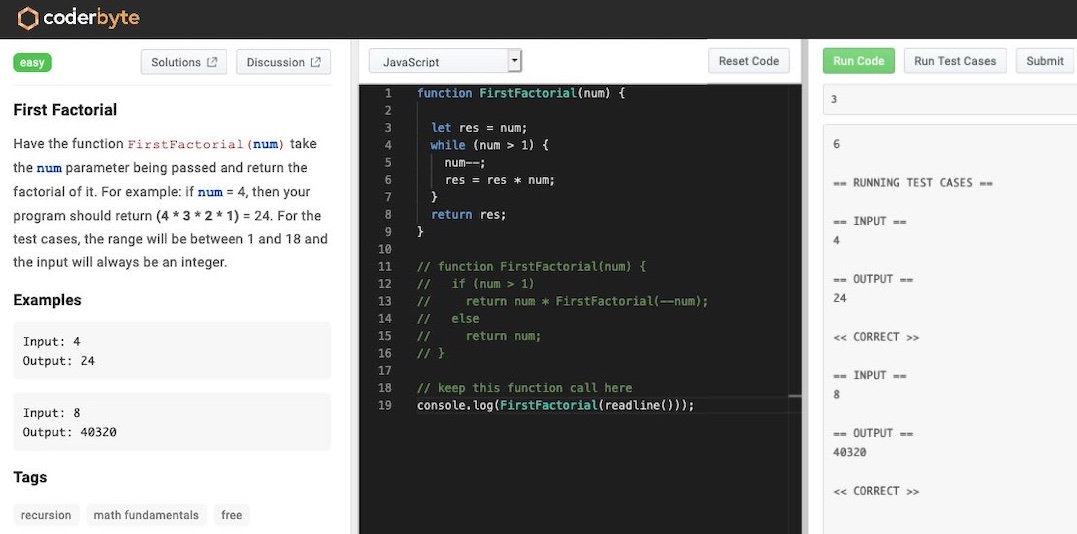 coderbyte
easy
Solutions
Discussion
First Factorial
Have the function FirstFactorial(num) take
the num parameter being passed and return the
factorial of it. For example: if num = 4, then your
program should return (4 * 3 * 2 * 1) = 24. For the
test cases, the range will be between 1 and 18 and
the input will always be an integer.
Examples
Input: 4
Output: 24
Input: 8
Output: 40320
Tags
recursion math fundamentals free
JavaScript
Reset Code
1 function FirstFactorial(num) {
2
3 let res = num;
4 while (num > 1) {
5 num--;
6 res = res * num;
7 }
8 return res;
9 }
10
11 // function FirstFactorial(num) {
12 // if (num > 1)
13 // return num * FirstFactorial(--num);
14 // else
15 // return num;
16 // }
17
18 // keep this function call here
19 console.log(FirstFactorial(readline()));
Run Code
Run Test Cases
Submit
3
6
== RUNNING TEST CASES ==
== INPUT ==
4
== OUTPUT ==
24
<< CORRECT >>
== INPUT ==
8
== OUTPUT ==
40320
<< CORRECT >>